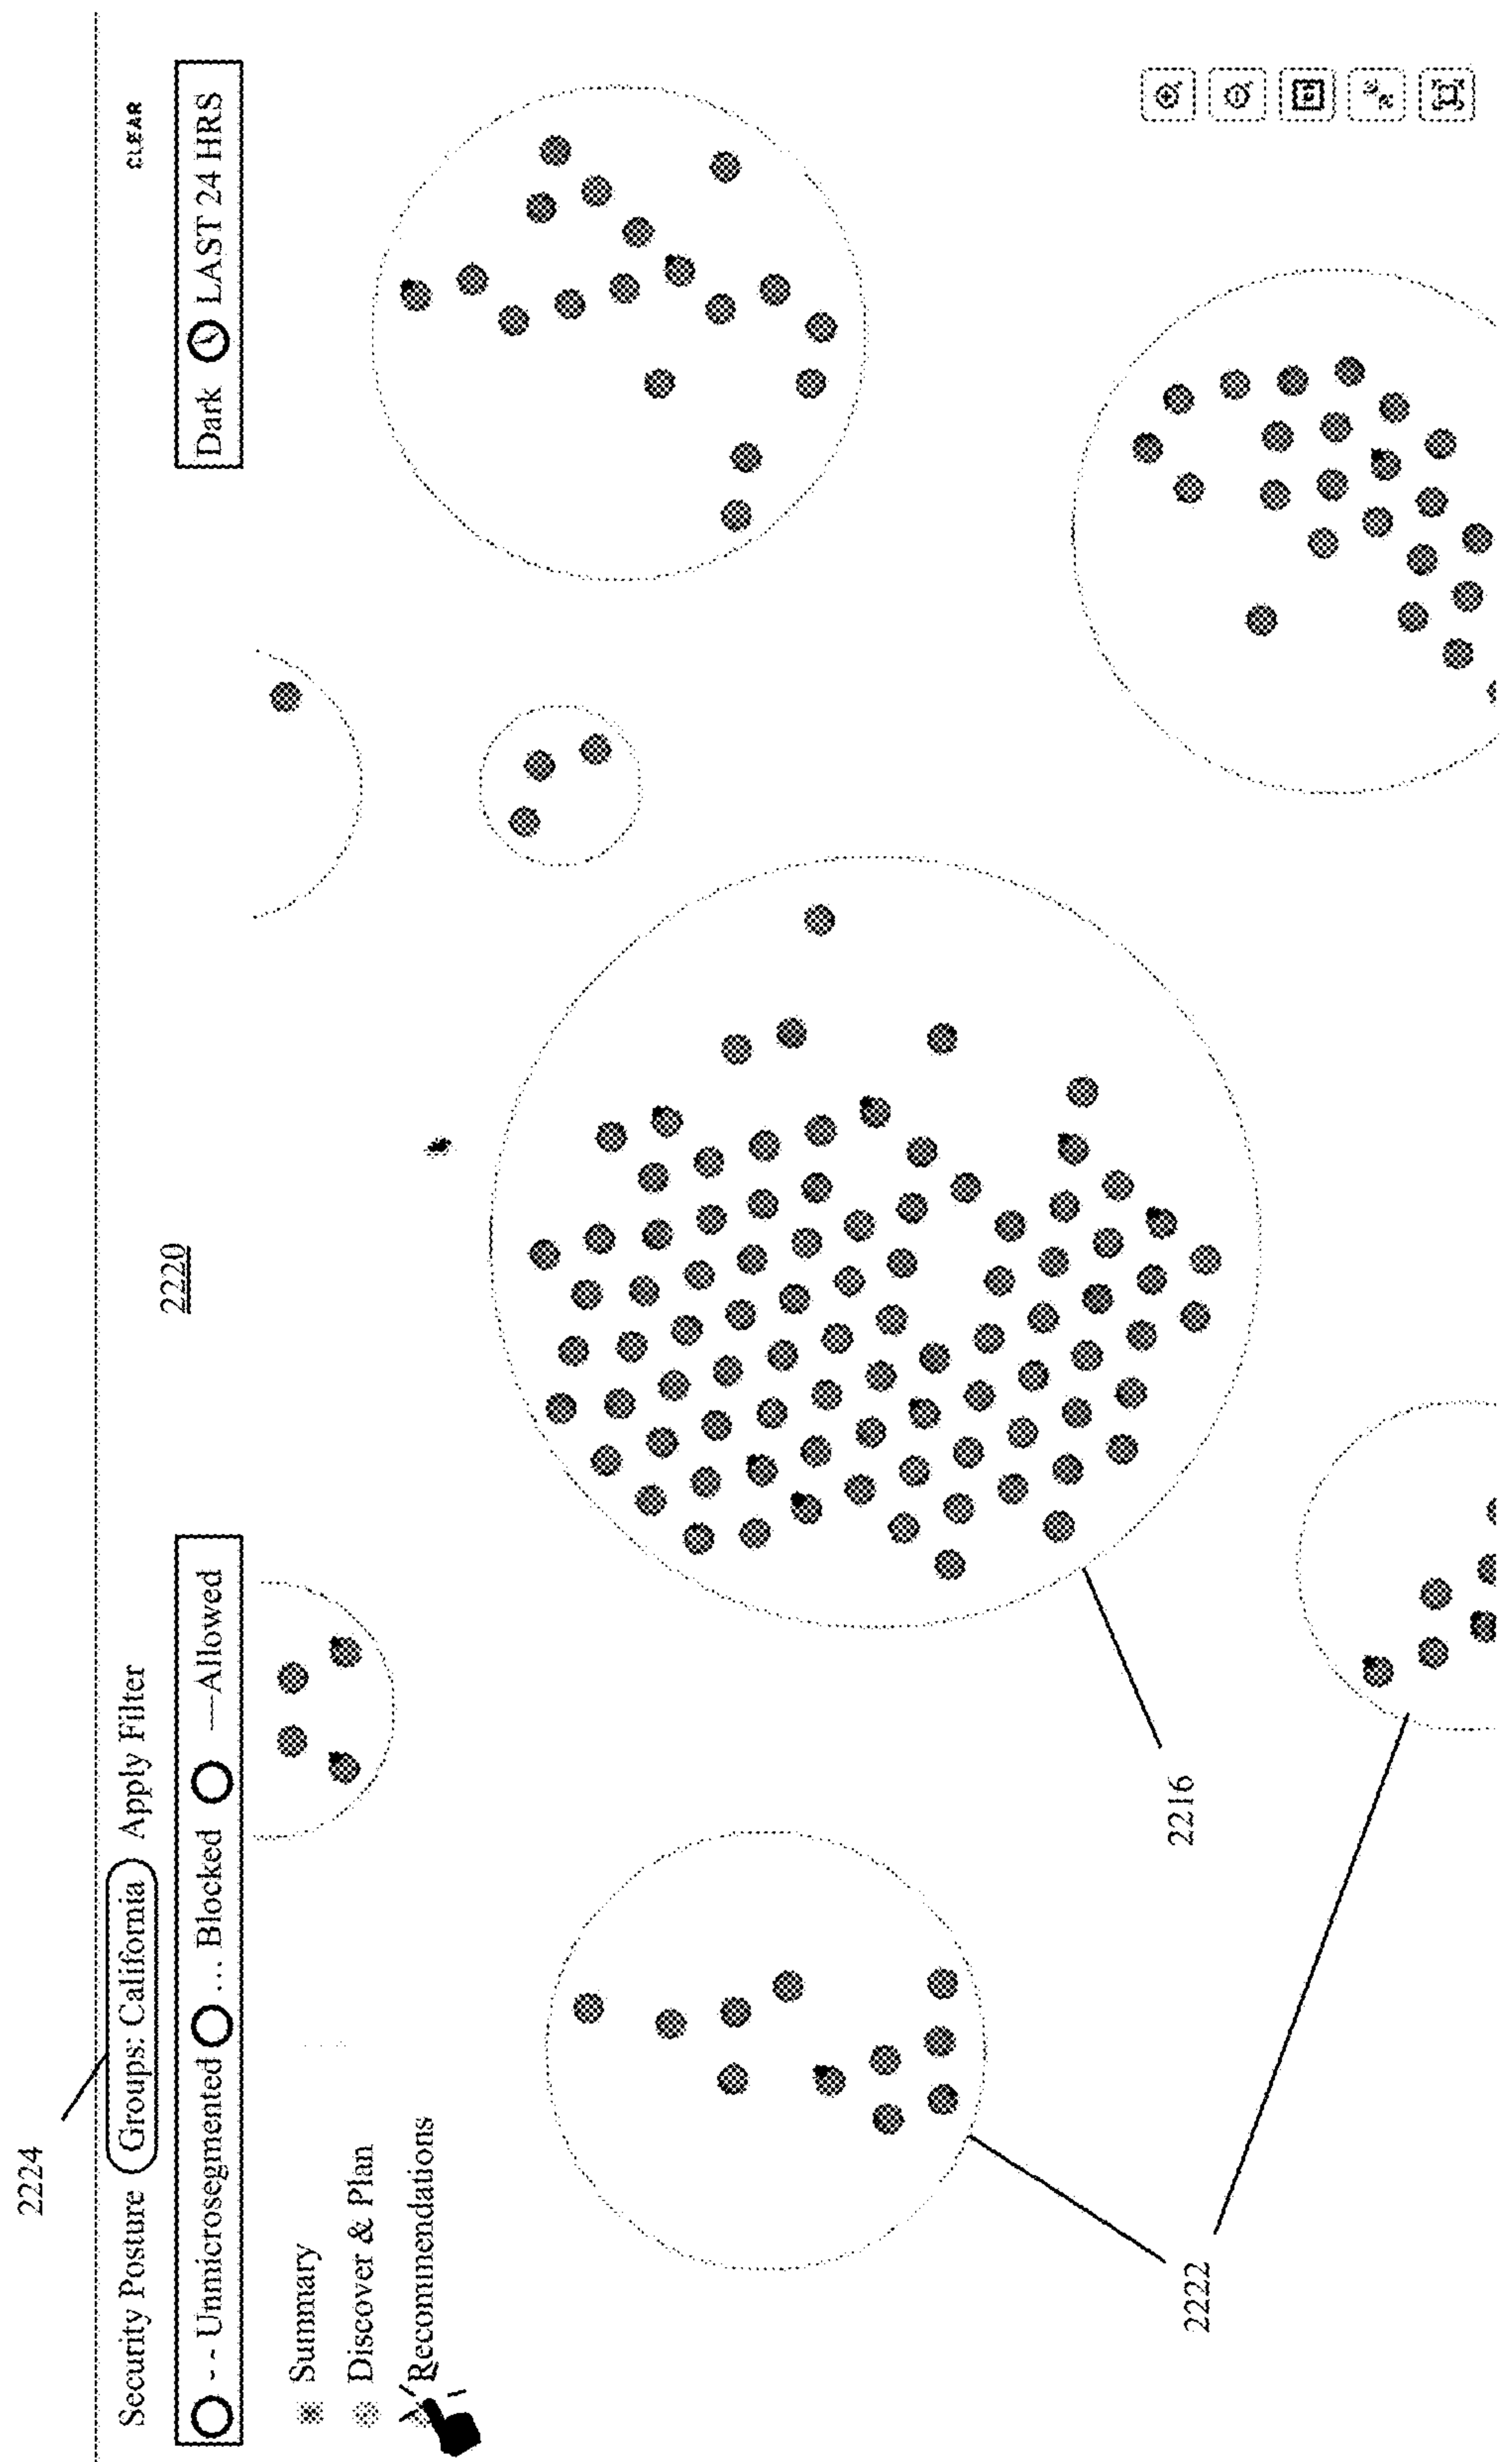 2224
Security Posture Groups: California Apply Filter
CLEAR
- - Unmicrosegmented ... Blocked —Allowed
2220
Dark LAST 24 HRS
Summary
Discover & Plan
Recommendations
2216
2222